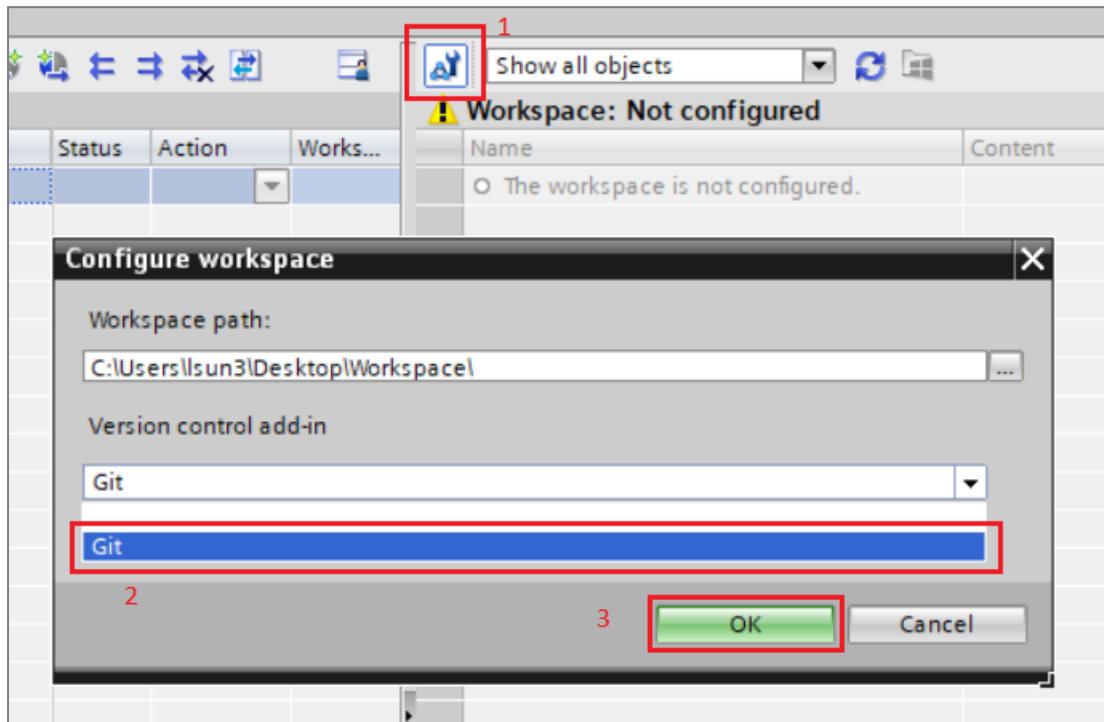 1
Show all objects
Workspace: Not configured
Status Action Works... Name Content
The workspace is not configured.
Configure workspace
Workspace path:
C:\Users\lsun3\Desktop\Workspace\
...
Version control add-in
Git
Git
2
3 OK Cancel